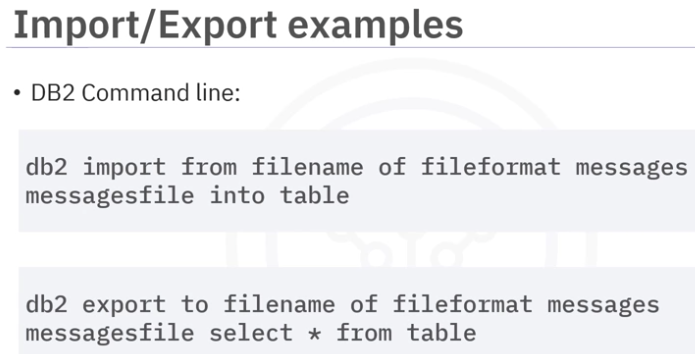 Import/Export examples
• DB2 Command line:
db2 import from filename of fileformat messages
messagesfile into table
db2 export to filename of fileformat messages
messagesfile select * from table